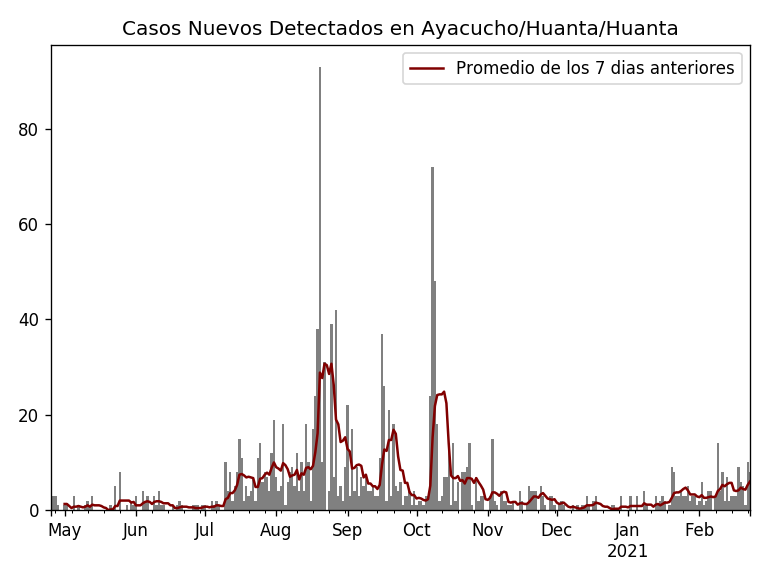 Casos Nuevos Detectados en Ayacucho/Huanta/Huanta
Promedio de los 7 dias anteriores
80
60
40
20
0
May Jun Jul Aug Sep Oct Nov Dec Jan Feb
2021